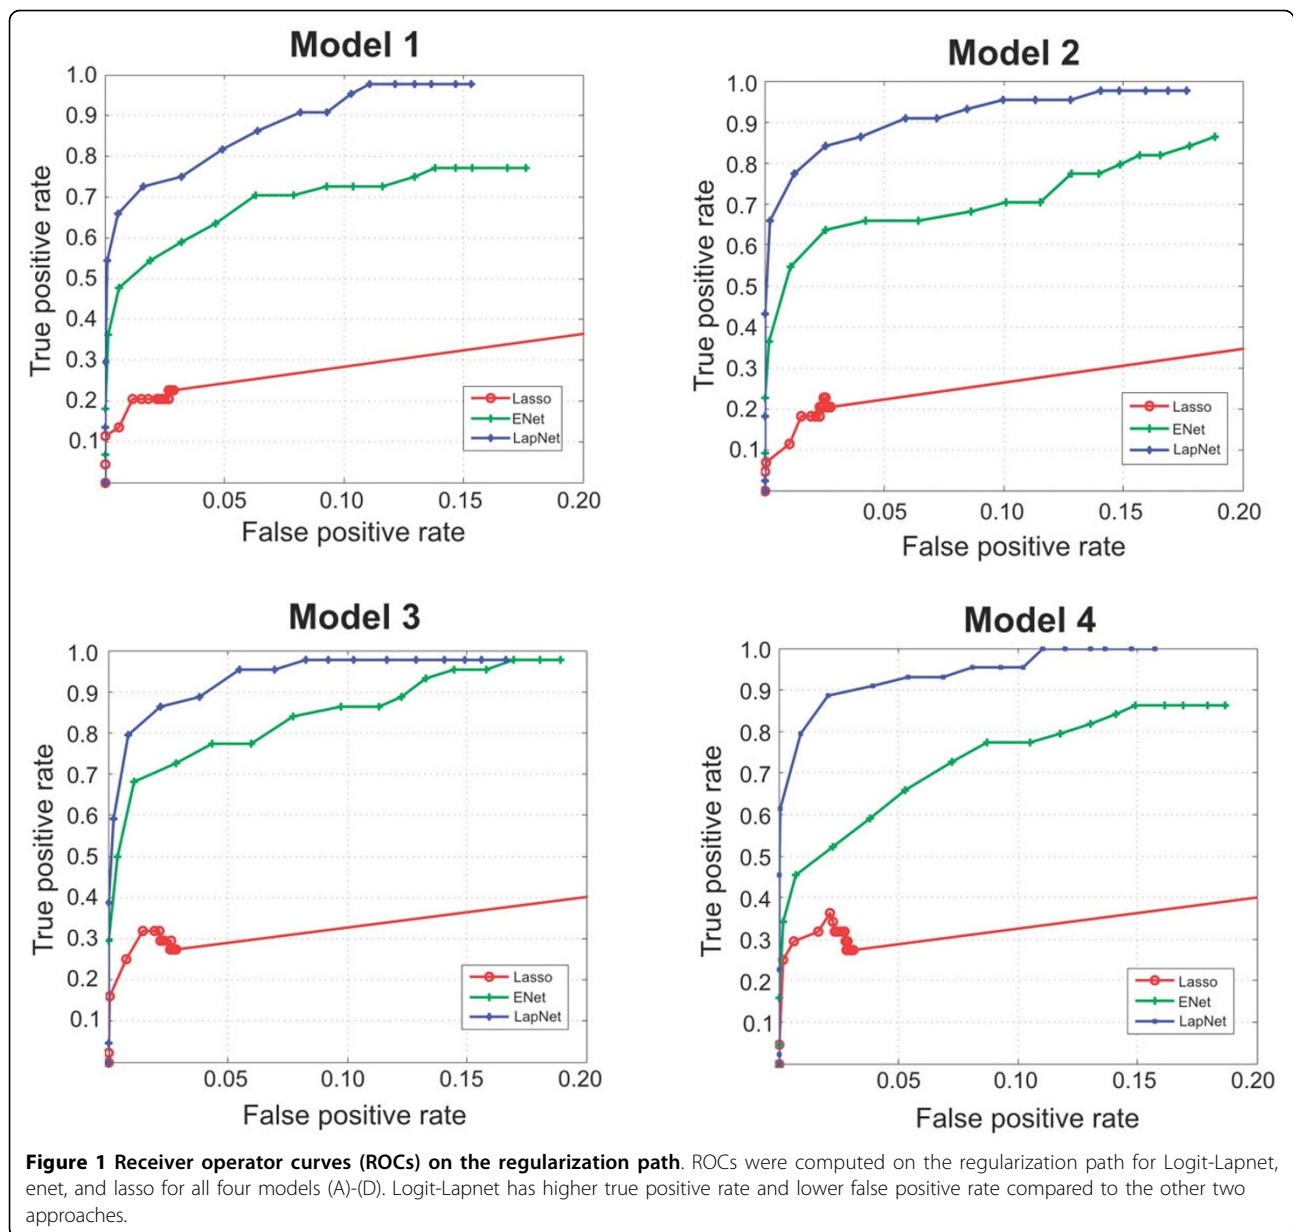 Model 1
1.0
0.9
0.8
0.7
0.6
0.5
0.4
0.3
0.2
0.1
True positive rate
Lasso
ENet
LapNet
0.05 0.10 0.15 0.20
False positive rate
Model 2
1.0
0.9
0.8
0.7
0.6
0.5
0.4
0.3
0.2
0.1
True positive rate
Lasso
ENet
LapNet
0.05 0.10 0.15 0.20
False positive rate
Model 3
1.0
0.9
0.8
0.7
0.6
0.5
0.4
0.3
0.2
0.1
True positive rate
Lasso
ENet
LapNet
0.05 0.10 0.15 0.20
False positive rate
Model 4
1.0
0.9
0.8
0.7
0.6
0.5
0.4
0.3
0.2
0.1
True positive rate
Lasso
ENet
LapNet
0.05 0.10 0.15 0.20
False positive rate
Figure 1 Receiver operator curves (ROCs) on the regularization path. ROCs were computed on the regularization path for Logit-Lapnet,
enet, and lasso for all four models (A)-(D). Logit-Lapnet has higher true positive rate and lower false positive rate compared to the other two
approaches.